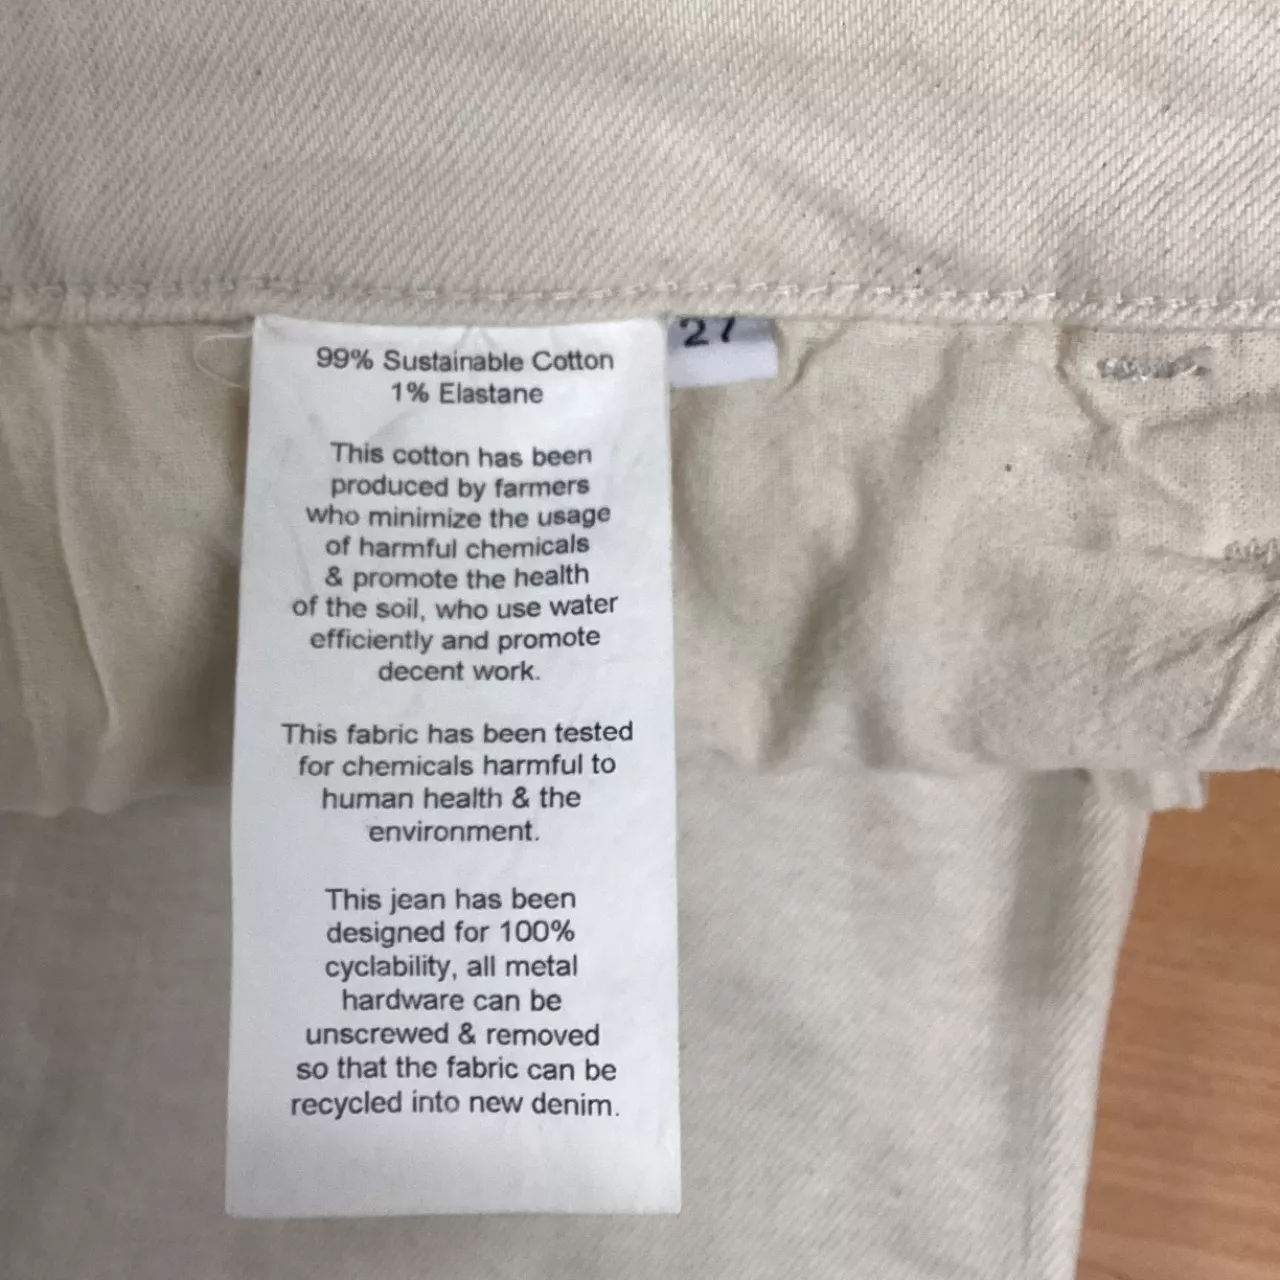 99% Sustainable Cotton
1% Elastane
27
This cotton has been
produced by farmers
who minimize the usage
of harmful chemicals
& promote the health
of the soil, who use water
efficiently and promote
decent work.
This fabric has been tested
for chemicals harmful to
human health & the
environment.
This jean has been
designed for 100%
cyclability, all metal
hardware can be
unscrewed & removed
so that the fabric can be
recycled into new denim.